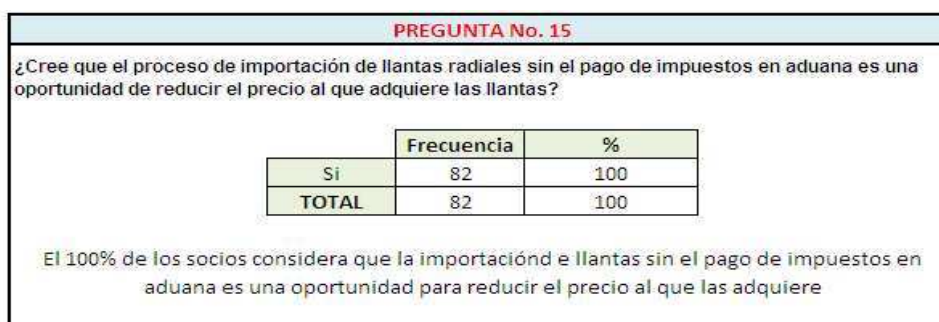 PREGUNTA No. 15
¿Cree que el proceso de importación de llantas radiales sin el pago de impuestos en aduana es una
oportunidad de reducir el precio al que adquiere las llantas?
Frecuencia %
Si 82 100
TOTAL 82 100
El 100% de los socios considera que la importaciónd e llantas sin el pago de impuestos en
aduana es una oportunidad para reducir el precio al que las adquiere